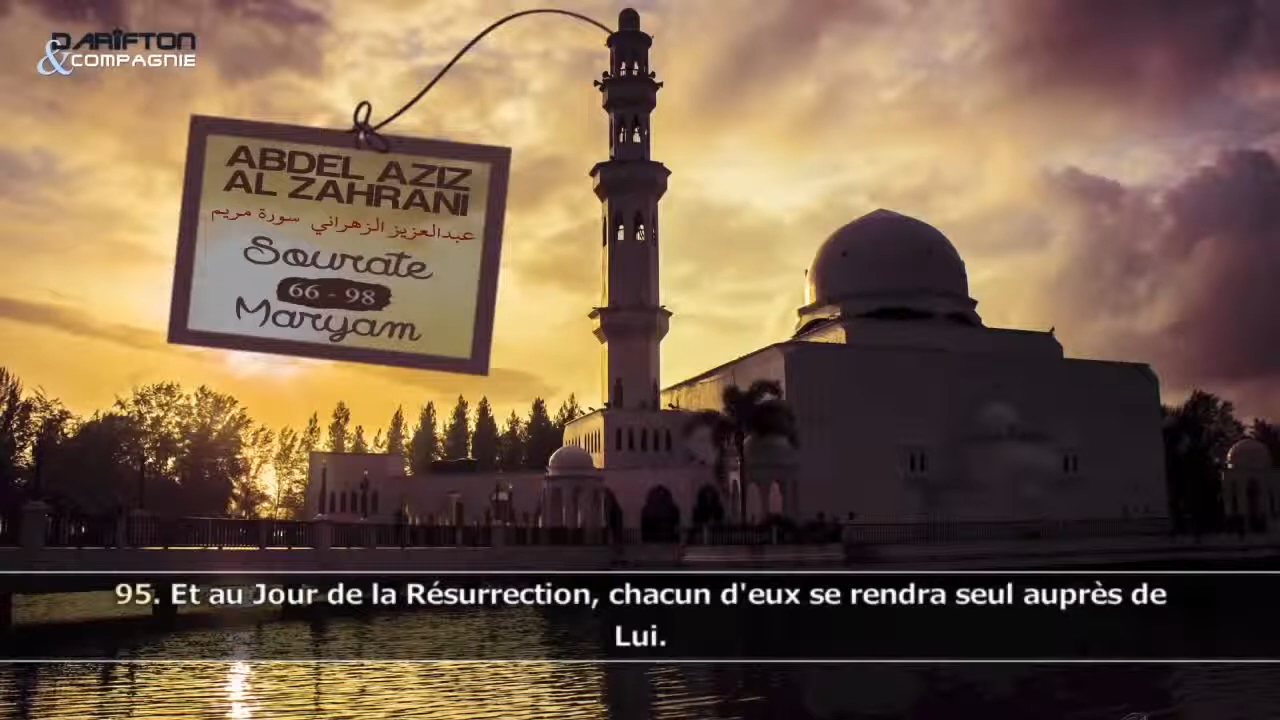 DARIFTON
& COMPAGNIE
ABDEL AZIZ
AL ZAHRANI
عبدالعزيز الزهراني سورة مريم
Sourate
66 - 98
Maryam
95. Et au Jour de la Résurrection, chacun d'eux se rendra seul auprès de
Lui.